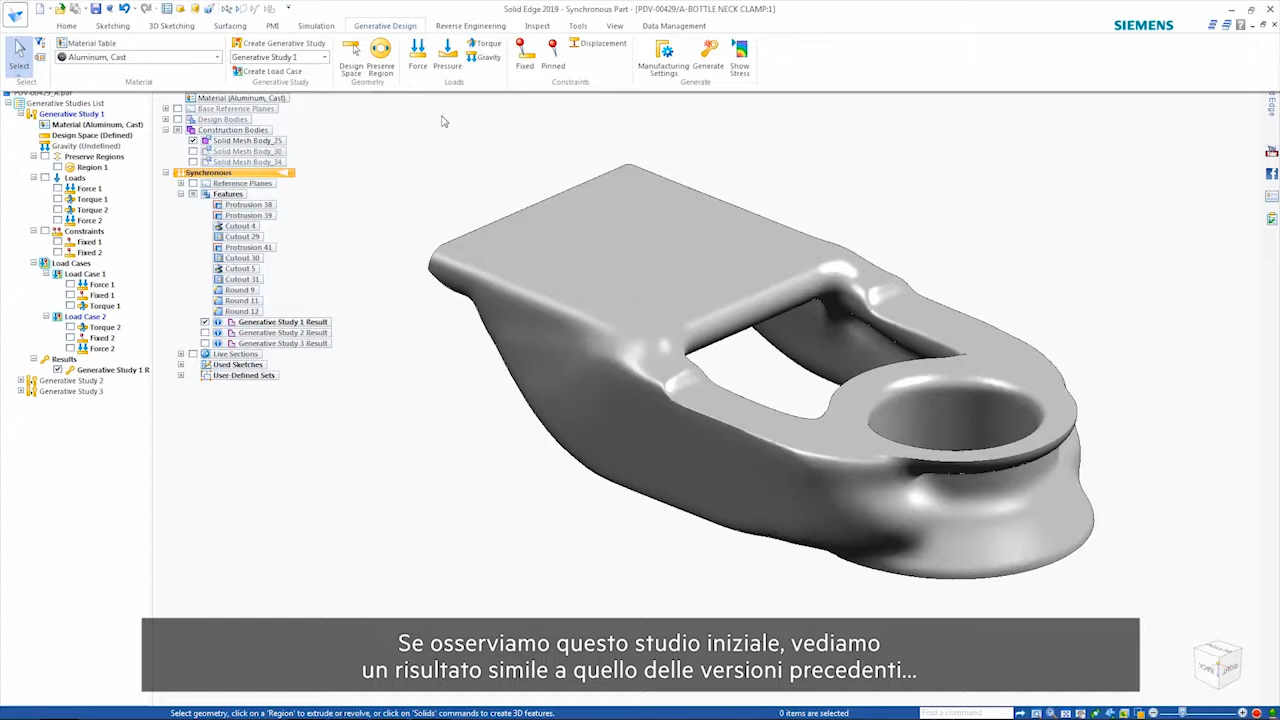 Solid Edge 2019 - Synchronous Part - [PDV-00429/A-BOTTLE NECK CLAMP:1]
Home
Sketching
3D Sketching
Surfacing
PMI
Simulation
Generative Design
Reverse Engineering
Inspect
Tools
View
Data Management
SIEMENS
Select
Select
Material Table
Aluminum, Cast
Material
Create Generative Study
Generative Study 1
Create Load Case
Generative Study
Design Space
Preserve Region
Geometry
Force
Pressure
Torque
Gravity
Loads
Fixed
Pinned
Displacement
Constraints
Manufacturing Settings
Generate
Show Stress
Generate
PDV-00429_A.par
Generative Studies List
Generative Study 1
Material (Aluminum, Cast)
Design Space (Defined)
Gravity (Undefined)
Preserve Regions
Region 1
Loads
Force 1
Torque 1
Torque 2
Force 2
Constraints
Fixed 1
Fixed 2
Load Cases
Load Case 1
Force 1
Fixed 1
Torque 1
Load Case 2
Torque 2
Fixed 2
Force 2
Results
Generative Study 1 R
Generative Study 2
Generative Study 3
Material (Aluminum, Cast)
Base Reference Planes
Design Bodies
Construction Bodies
Solid Mesh Body_25
Solid Mesh Body_30
Solid Mesh Body_34
Synchronous
Reference Planes
Features
Protrusion 38
Protrusion 39
Cutout 4
Cutout 29
Protrusion 41
Cutout 30
Cutout 5
Cutout 31
Round 9
Round 11
Round 12
Generative Study 1 Result
Generative Study 2 Result
Generative Study 3 Result
Live Sections
Used Sketches
User-Defined Sets
Se osserviamo questo studio iniziale, vediamo
un risultato simile a quello delle versioni precedenti...
Select geometry, click on a 'Region' to extrude or revolve, or click on 'Solids' commands to create 3D features.
0 items are selected
Find a command